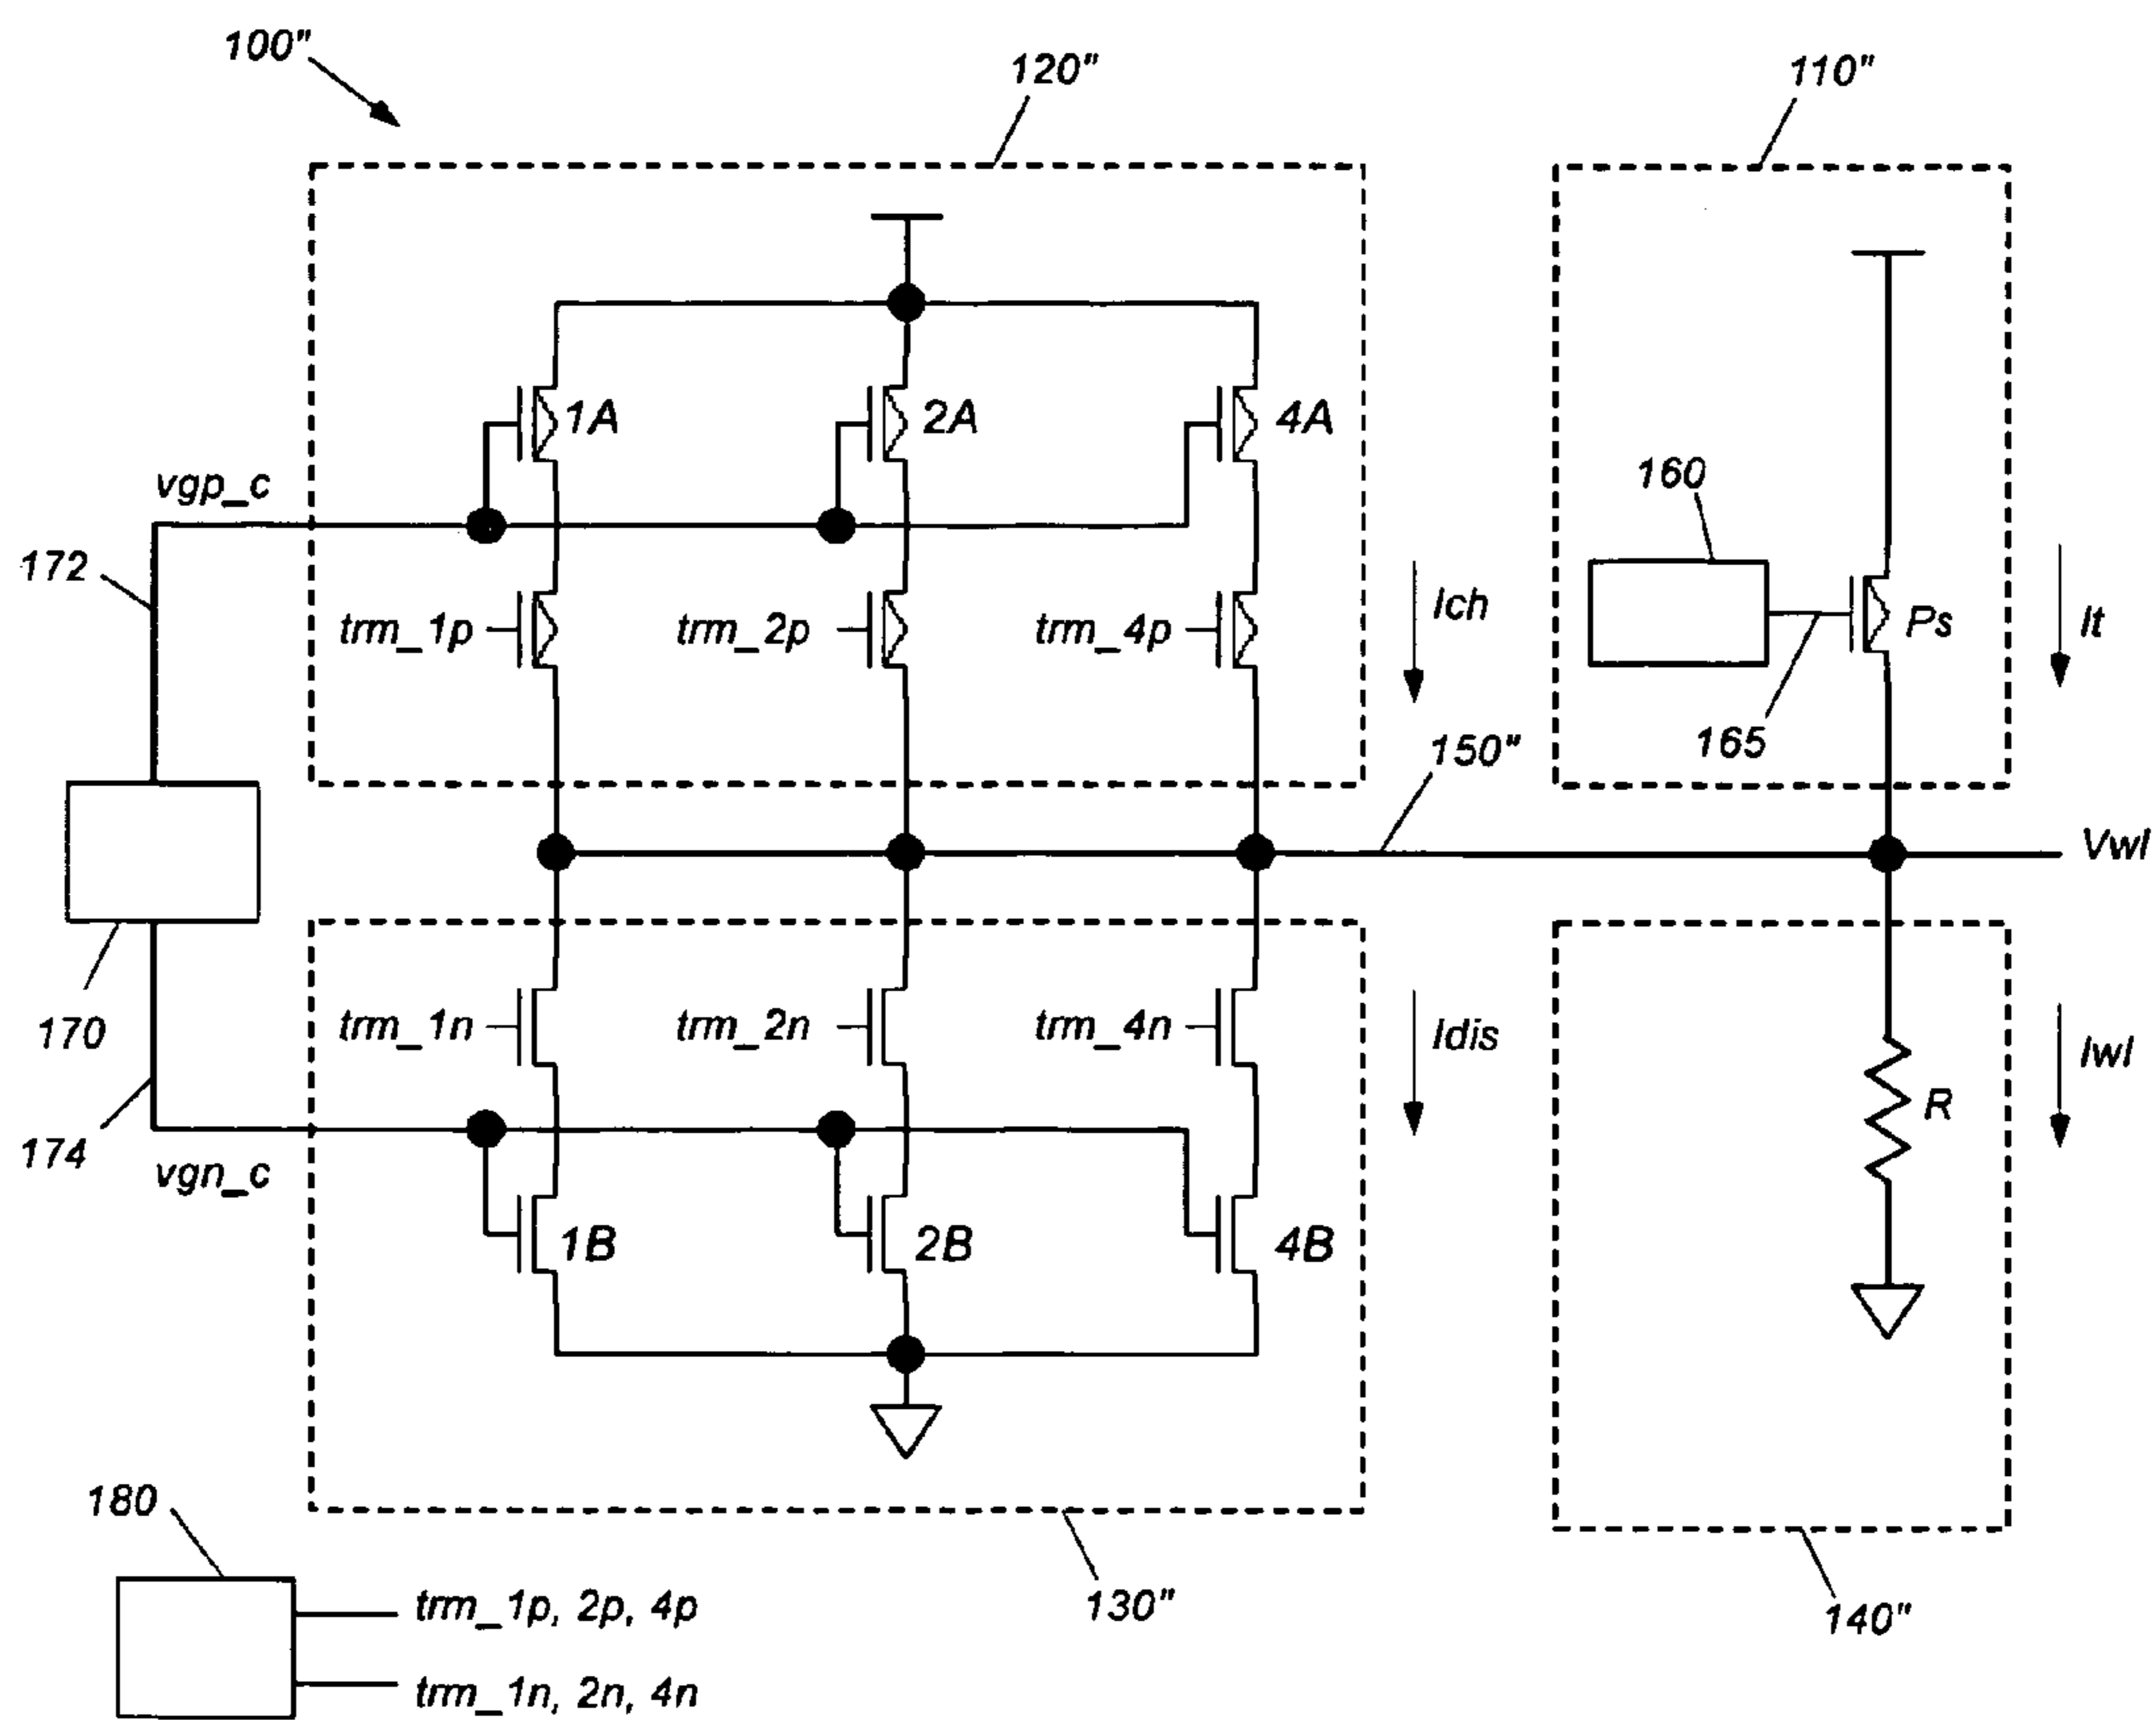 100"
120"
110"
1A
2A
4A
vgp_c
160
172
trm_1p
trm_2p
trm_4p
Ich
Ps
It
165
150"
Vwl
170
trm_1n
trm_2n
trm_4n
Idis
Iwl
R
174
vgn_c
1B
2B
4B
180
130"
140"
trm_1p, 2p, 4p
trm_1n, 2n, 4n